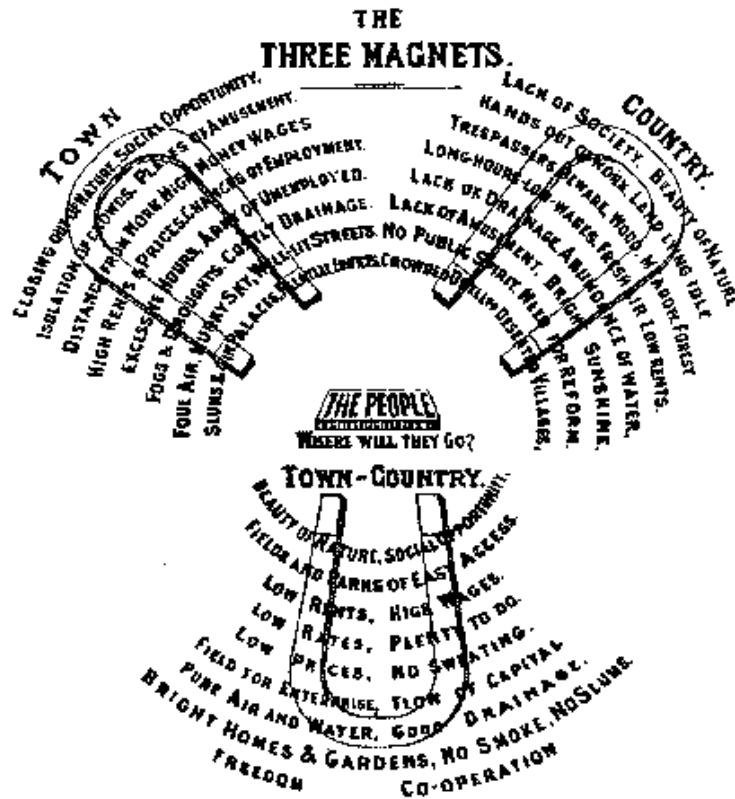 THE
THREE MAGNETS.
TOWN
CLOSING OUT OF NATURE. SOCIAL OPPORTUNITY.
ISOLATION OF CROWDS. PLACES OF AMUSEMENT.
DISTANCE FROM WORK. HIGH MONEY WAGES
HIGH RENTS & PRICES. CHANCES OF EMPLOYMENT.
EXCESSIVE HOURS. ARMY OF UNEMPLOYED.
FOGS & DROUGHTS. COSTLY DRAINAGE.
FOUL AIR. MURKY SKY. WELL-LIT STREETS.
SLUMS & GIN PALACES. PALATIAL EDIFICES.
COUNTRY.
LACK OF SOCIETY. BEAUTY OF NATURE
HANDS OUT OF WORK. LAND LYING IDLE
TRESPASSERS BEWARE. WOOD, MEADOW, FOREST
LONG-HOURS-LOW-WAGES. FRESH AIR LOW RENTS.
LACK OF DRAINAGE. ABUNDANCE OF WATER.
LACK OF AMUSEMENT. BRIGHT SUNSHINE.
NO PUBLIC SPIRIT. NEED FOR REFORM.
CROWDED DWELLINGS. DESERTED VILLAGES.
THE PEOPLE
WHERE WILL THEY GO?
TOWN-COUNTRY.
BEAUTY OF NATURE, SOCIAL OPPORTUNITY.
FIELDS AND PARKS OF EASY ACCESS.
LOW RENTS, HIGH WAGES.
LOW RATES, PLENTY TO DO.
LOW PRICES, NO SWEATING.
FIELD FOR ENTERPRISE, FLOW OF CAPITAL
PURE AIR AND WATER, GOOD DRAINAGE.
BRIGHT HOMES & GARDENS, NO SMOKE, NO SLUMS.
FREEDOM CO-OPERATION